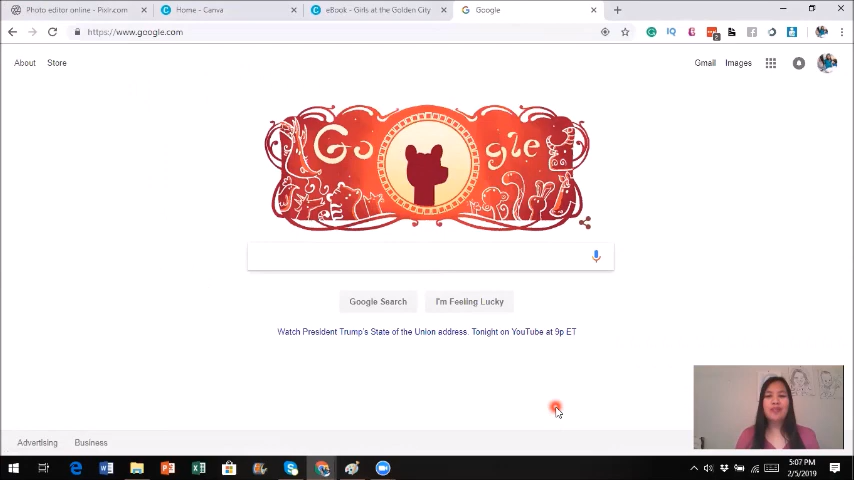 Photo editor online - Pixlr.com
Home - Canva
eBook - Girls at the Golden City
Google
https://www.google.com
About
Store
Gmail
Images
Google
Google Search
I'm Feeling Lucky
Watch President Trump's State of the Union address. Tonight on YouTube at 9p ET
Advertising
Business
5:07 PM
2/5/2019